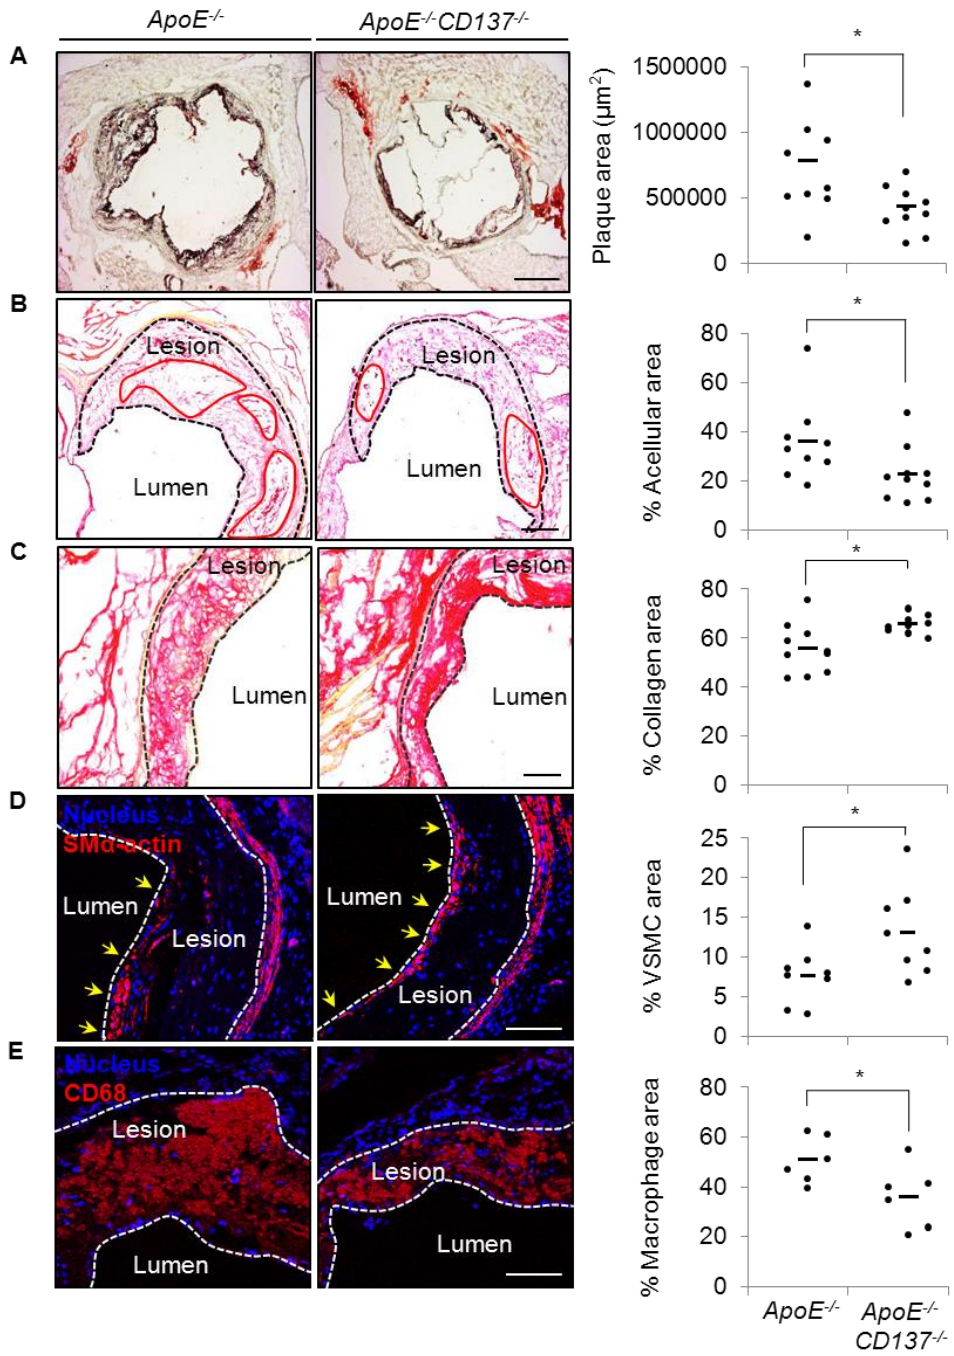 ApoE-/-
ApoE-/-CD137-/-
A
Plaque area (µm2)
1500000
1000000
500000
0
*
B
Lesion
Lumen
Lesion
Lumen
% Acellular area
80
60
40
20
0
*
C
Lesion
Lumen
Lesion
Lumen
% Collagen area
80
60
40
20
0
*
D
Nucleus
SMα-actin
Lumen
Lesion
Lumen
Lesion
% VSMC area
25
20
15
10
5
0
*
E
Nucleus
CD68
Lesion
Lumen
Lesion
Lumen
% Macrophage area
80
60
40
20
0
*
ApoE-/-
ApoE-/-
CD137-/-